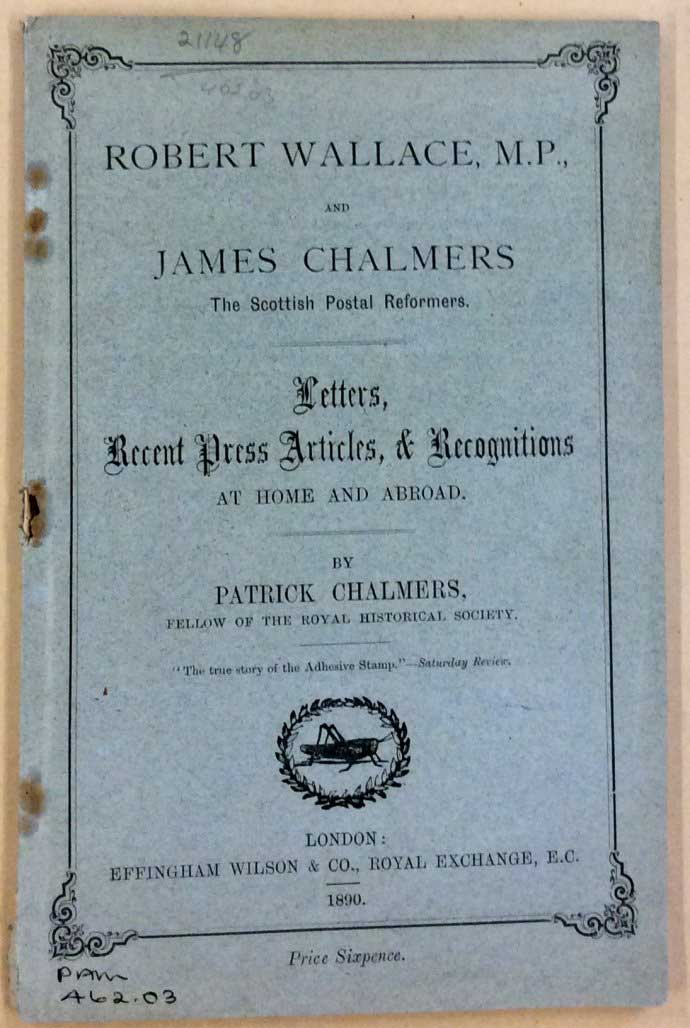 21148
402.03
ROBERT WALLACE, M.P.,
AND
JAMES CHALMERS
The Scottish Postal Reformers.
Letters,
Recent Press Articles, & Recognitions
AT HOME AND ABROAD.
BY
PATRICK CHALMERS,
FELLOW OF THE ROYAL HISTORICAL SOCIETY.
"The true story of the Adhesive Stamp."—Saturday Review.
LONDON:
EFFINGHAM WILSON & CO., ROYAL EXCHANGE, E.C.
1890.
Price Sixpence.
PAM
462.03